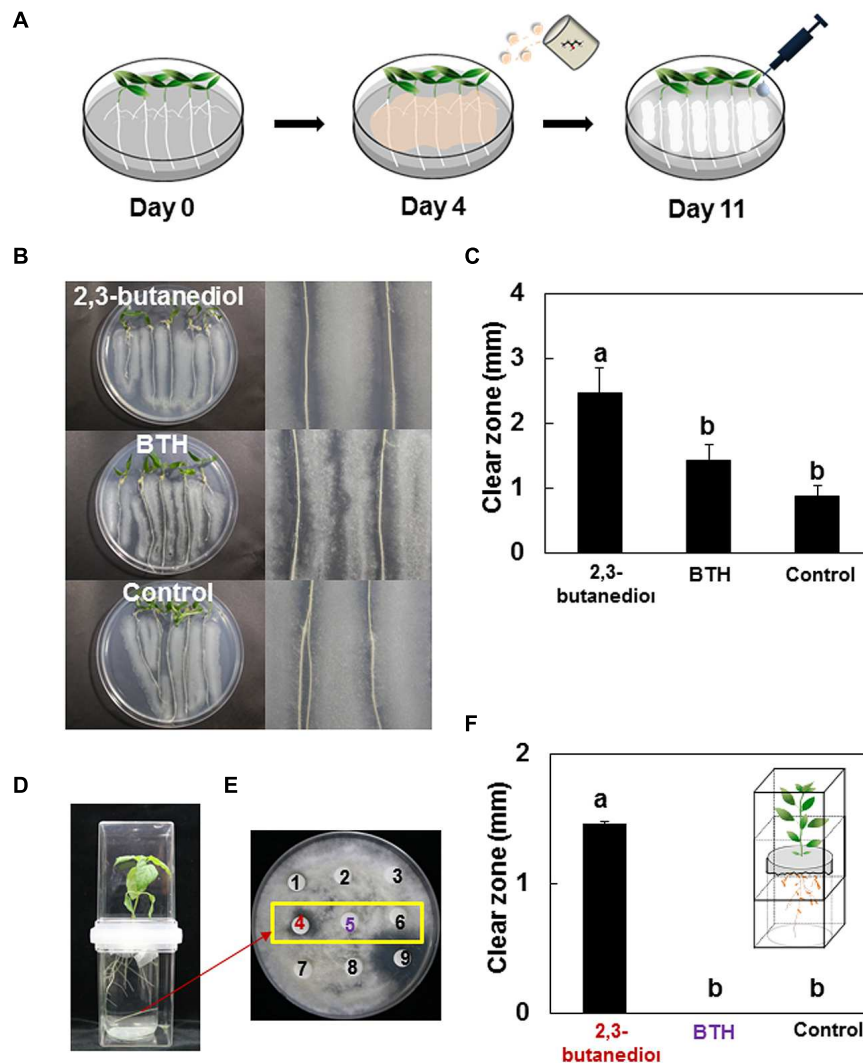 A
Day 0
Day 4
Day 11
B
2,3-butanediol
BTH
Control
C
Clear zone (mm)
4
3
2
1
0
a
b
b
2,3-
butanediol
BTH
Control
D
E
1
2
3
4
5
6
7
8
9
F
Clear zone (mm)
2
1
0
a
b
b
2,3-
butanediol
BTH
Control